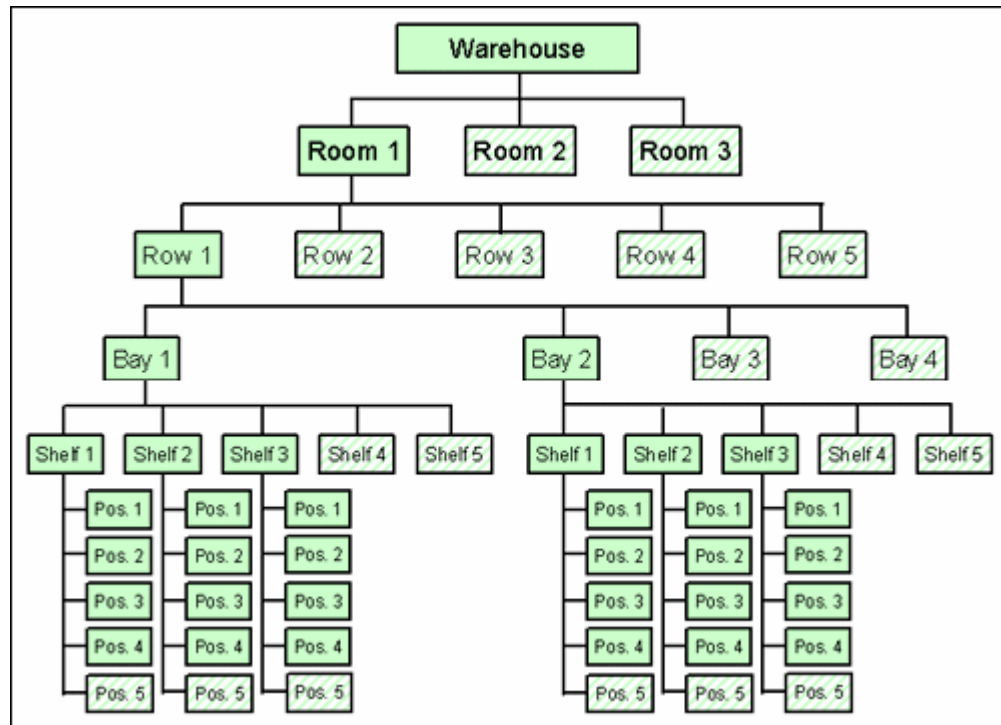 Warehouse
Room 1 Room 2 Room 3
Row 1 Row 2 Row 3 Row 4 Row 5
Bay 1 Bay 2 Bay 3 Bay 4
Shelf 1 Shelf 2 Shelf 3 Shelf 4 Shelf 5 Shelf 1 Shelf 2 Shelf 3 Shelf 4 Shelf 5
Pos. 1 Pos. 1 Pos. 1 Pos. 1 Pos. 1 Pos. 1
Pos. 2 Pos. 2 Pos. 2 Pos. 2 Pos. 2 Pos. 2
Pos. 3 Pos. 3 Pos. 3 Pos. 3 Pos. 3 Pos. 3
Pos. 4 Pos. 4 Pos. 4 Pos. 4 Pos. 4 Pos. 4
Pos. 5 Pos. 5 Pos. 5 Pos. 5 Pos. 5 Pos. 5